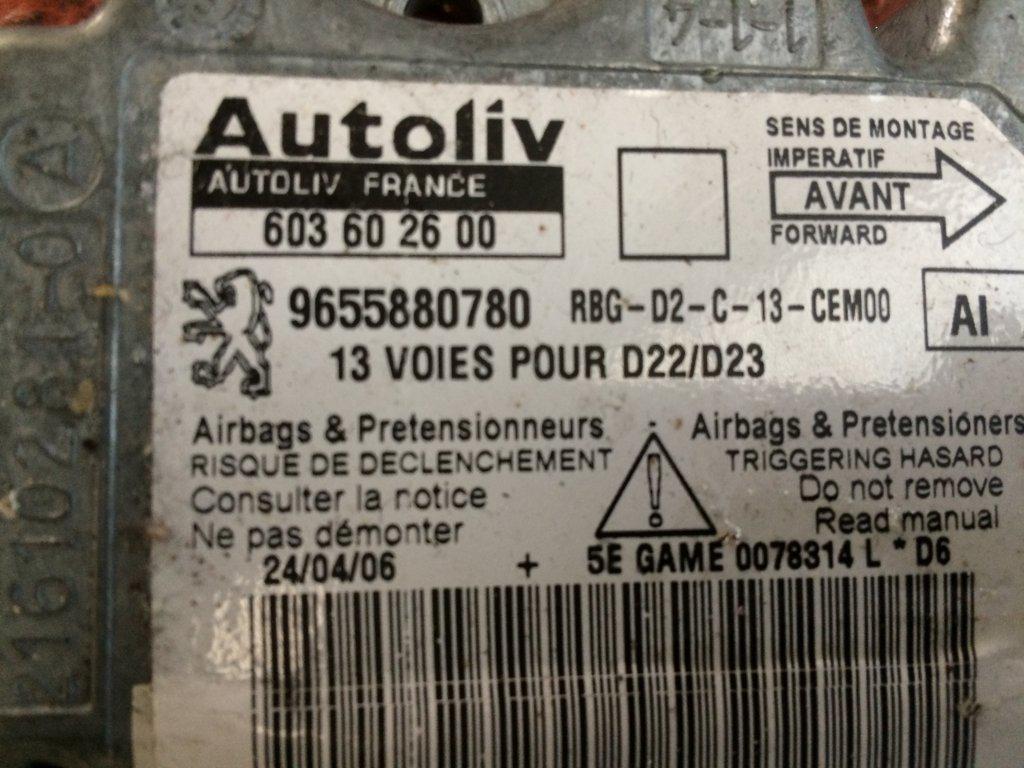 Autoliv
AUTOLIV FRANCE
603 60 26 00
SENS DE MONTAGE
IMPERATIF
AVANT
FORWARD
9655880780 RBG-D2-C-13-CEM00
AI
13 VOIES POUR D22/D23
Airbags & Pretensionneurs
RISQUE DE DECLENCHEMENT
Consulter la notice
Ne pas démonter
!
Airbags & Pretensioners
TRIGGERING HASARD
Do not remove
Read manual
24/04/06 + 5E GAME 0078314 L * D6
A